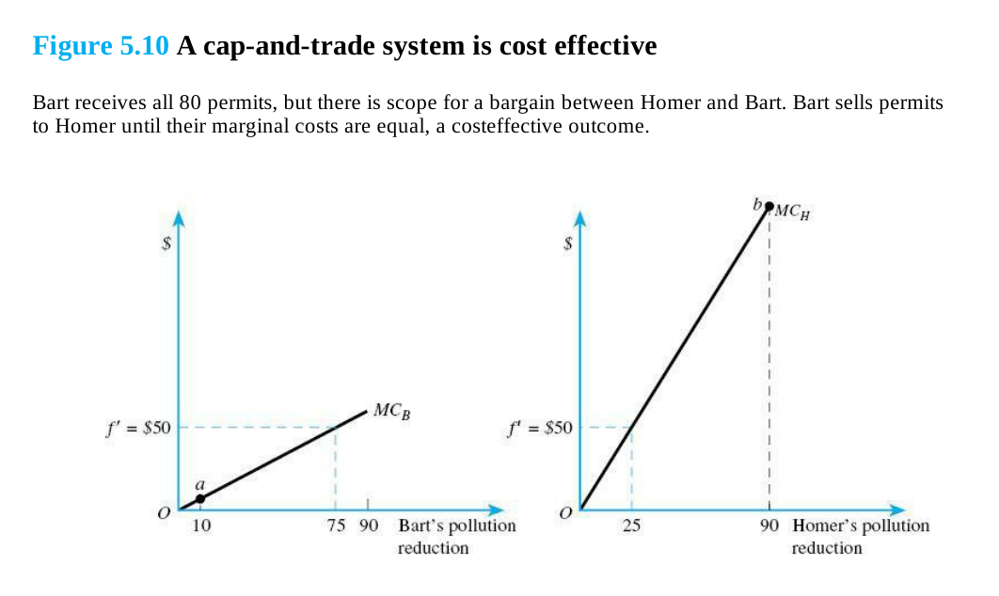 Figure 5.10 A cap-and-trade system is cost effective
Bart receives all 80 permits, but there is scope for a bargain between Homer and Bart. Bart sells permits
to Homer until their marginal costs are equal, a costeffective outcome.
$
MC_B
f' = $50
a
O
10
75
90
Bart's pollution
reduction
$
b
MC_H
f' = $50
O
25
90
Homer's pollution
reduction